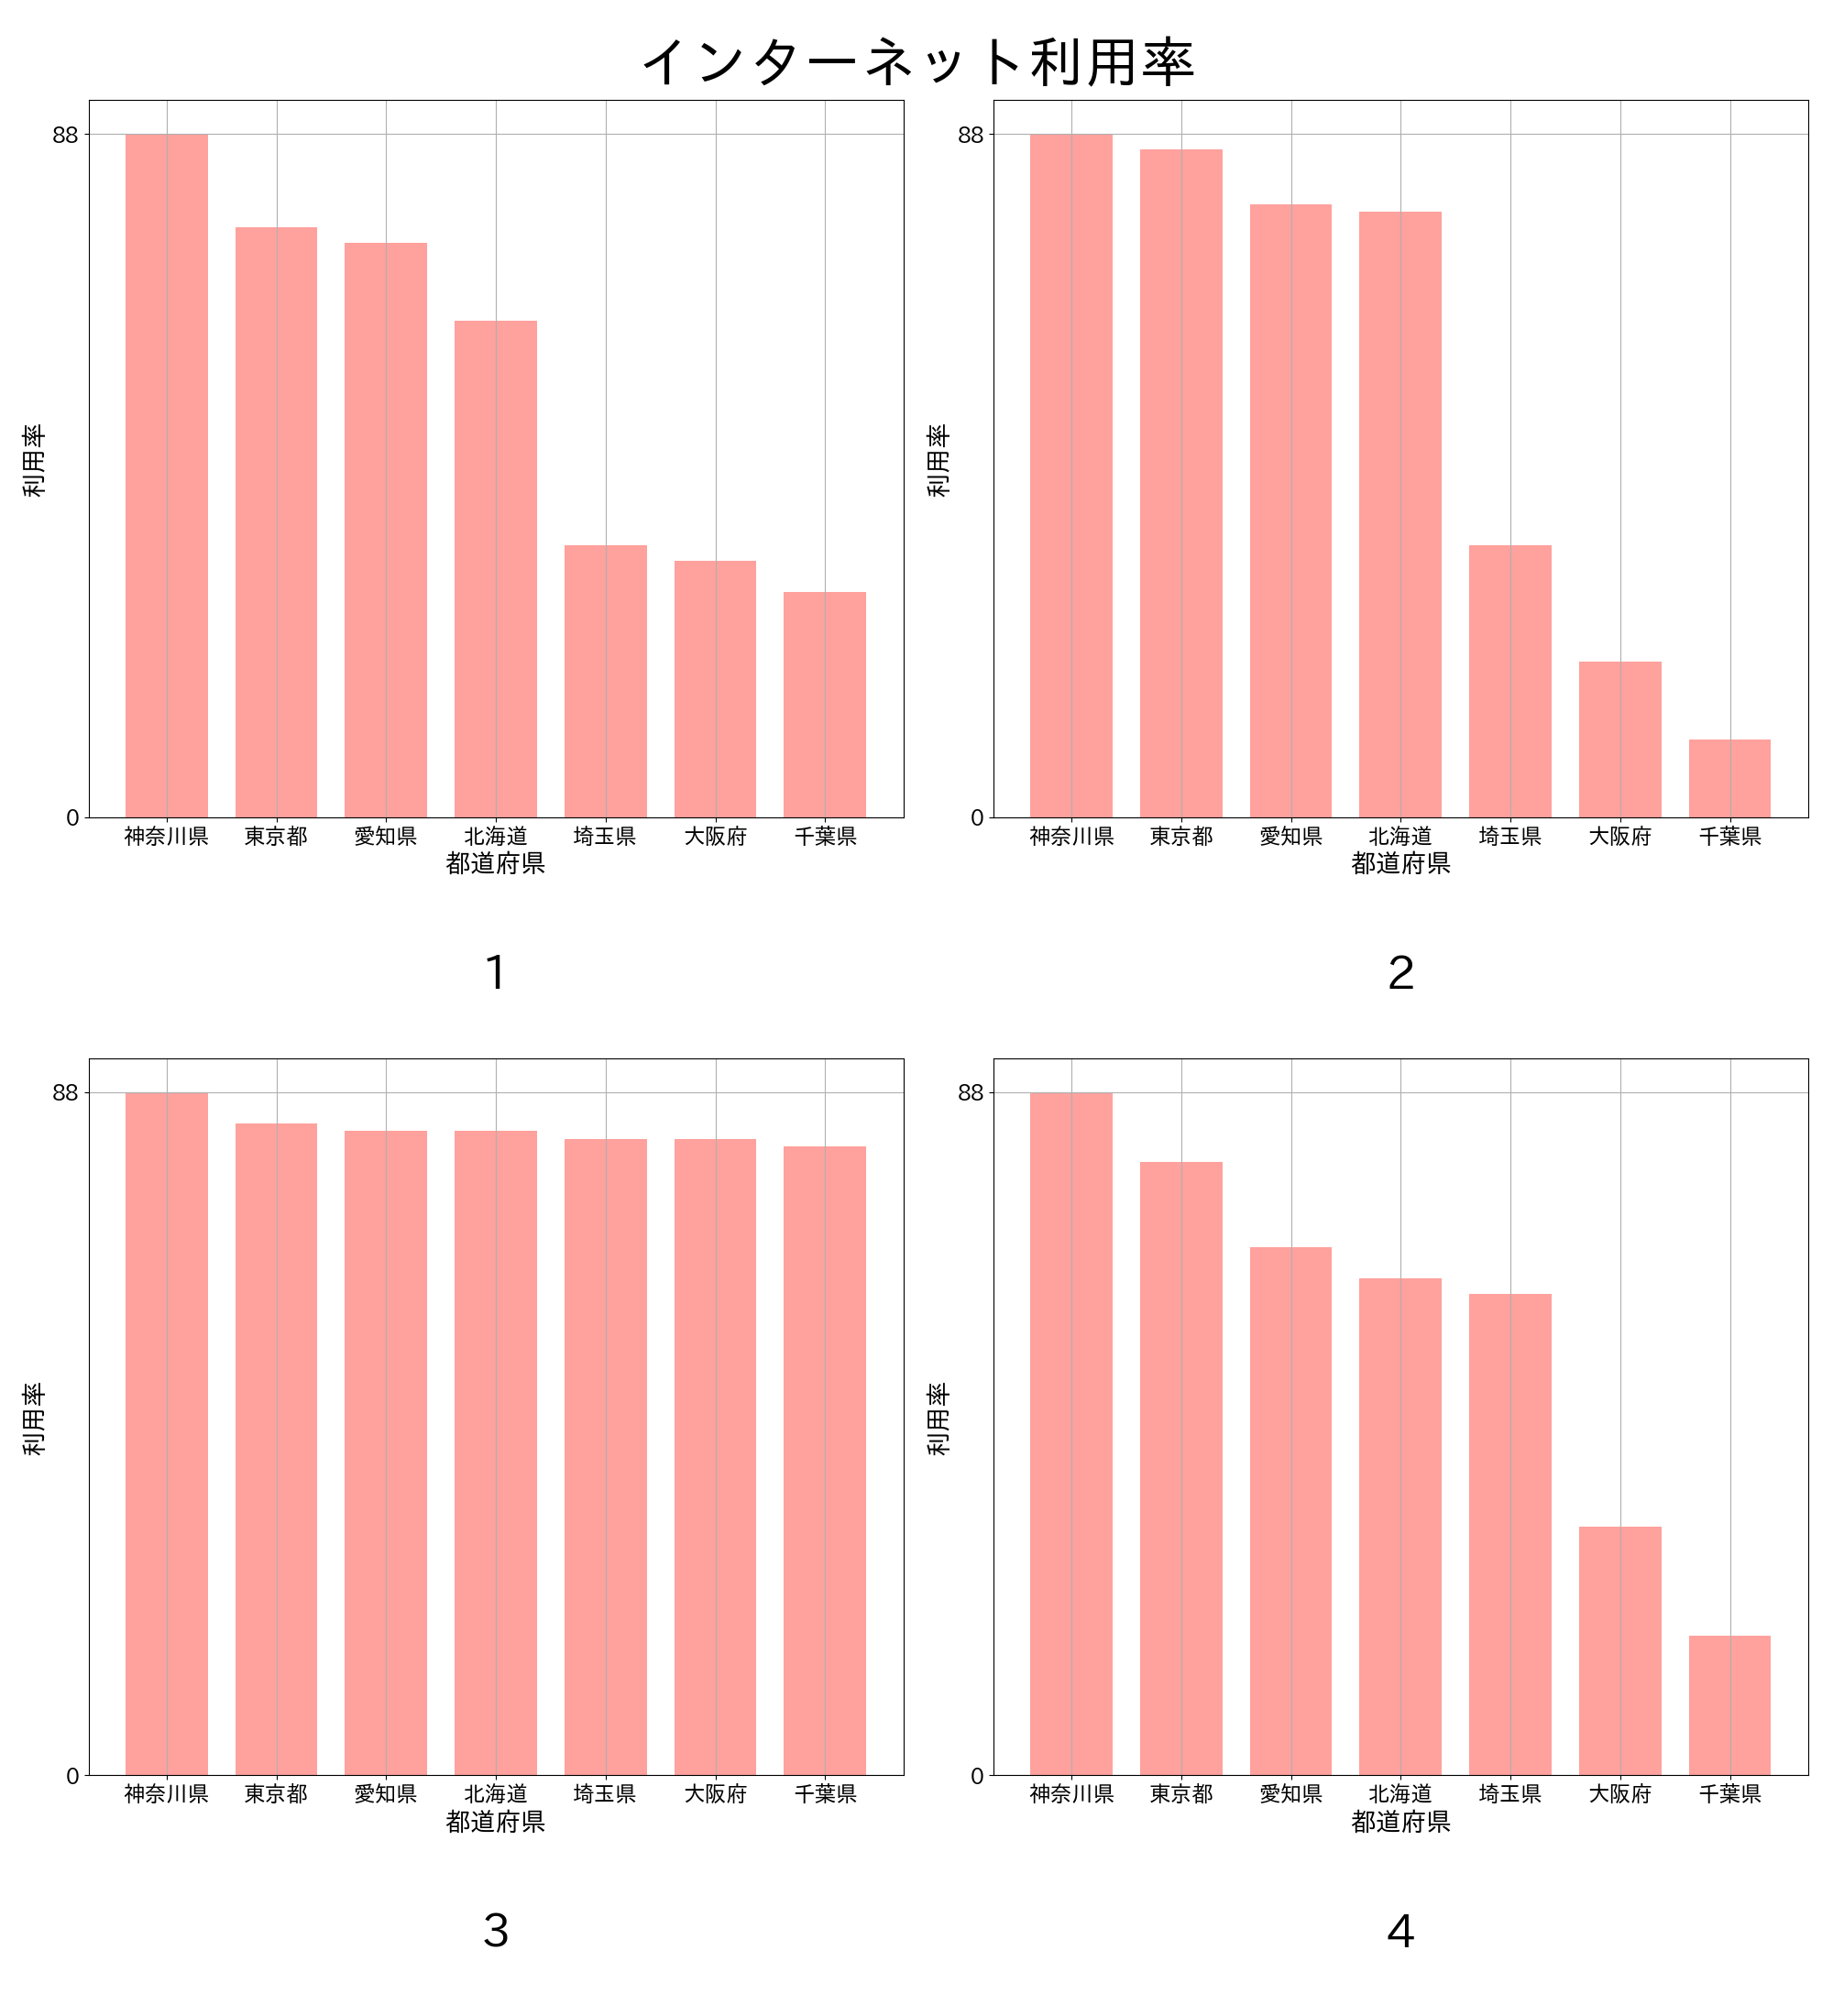 インターネット利用率
88
0
利用率
神奈川県 東京都 愛知県 北海道 埼玉県 大阪府 千葉県
都道府県
1
88
0
利用率
神奈川県 東京都 愛知県 北海道 埼玉県 大阪府 千葉県
都道府県
2
88
0
利用率
神奈川県 東京都 愛知県 北海道 埼玉県 大阪府 千葉県
都道府県
3
88
0
利用率
神奈川県 東京都 愛知県 北海道 埼玉県 大阪府 千葉県
都道府県
4